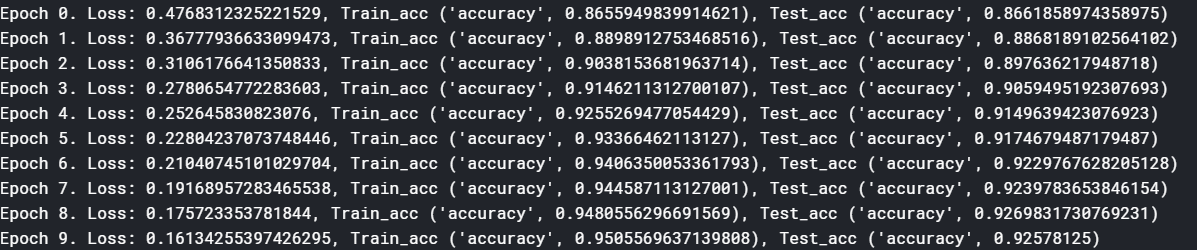 Epoch 0. Loss: 0.4768312325221529, Train_acc ('accuracy', 0.8655949839914621), Test_acc ('accuracy', 0.8661858974358975)
Epoch 1. Loss: 0.36777936633099473, Train_acc ('accuracy', 0.8898912753468516), Test_acc ('accuracy', 0.8868189102564102)
Epoch 2. Loss: 0.3106176641350833, Train_acc ('accuracy', 0.9038153681963714), Test_acc ('accuracy', 0.897636217948718)
Epoch 3. Loss: 0.2780654772283603, Train_acc ('accuracy', 0.9146211312700107), Test_acc ('accuracy', 0.9059495192307693)
Epoch 4. Loss: 0.252645830823076, Train_acc ('accuracy', 0.9255269477054429), Test_acc ('accuracy', 0.9149639423076923)
Epoch 5. Loss: 0.22804237073748446, Train_acc ('accuracy', 0.93366462113127), Test_acc ('accuracy', 0.9174679487179487)
Epoch 6. Loss: 0.21040745101029704, Train_acc ('accuracy', 0.9406350053361793), Test_acc ('accuracy', 0.9229767628205128)
Epoch 7. Loss: 0.19168957283465538, Train_acc ('accuracy', 0.944587113127001), Test_acc ('accuracy', 0.9239783653846154)
Epoch 8. Loss: 0.175723353781844, Train_acc ('accuracy', 0.9480556296691569), Test_acc ('accuracy', 0.9269831730769231)
Epoch 9. Loss: 0.16134255397426295, Train_acc ('accuracy', 0.9505569637139808), Test_acc ('accuracy', 0.92578125)